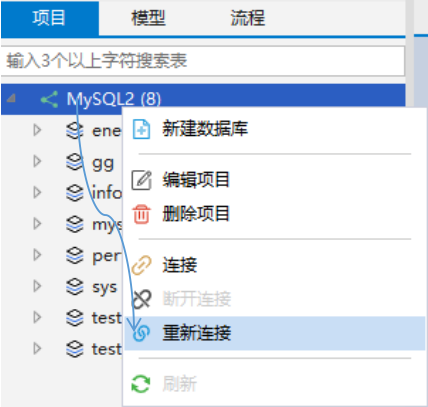 项目 模型 流程
输入3个以上字符搜索表
MySQL2 (8)
新建数据库
编辑项目
删除项目
sys
连接
断开连接
test
重新连接
test
刷新